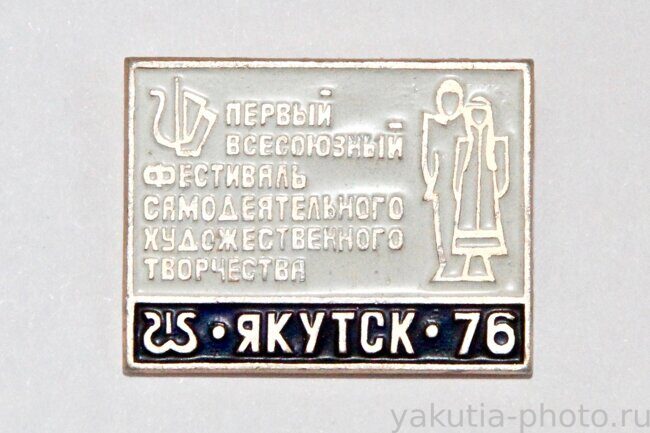 ПЕРВЫЙ
ВСЕСОЮЗНЫЙ
ФЕСТИВАЛЬ
САМОДЕЯТЕЛЬНОГО
ХУДОЖЕСТВЕННОГО
ТВОРЧЕСТВА
· ЯКУТСК · 76
yakutia-photo.ru